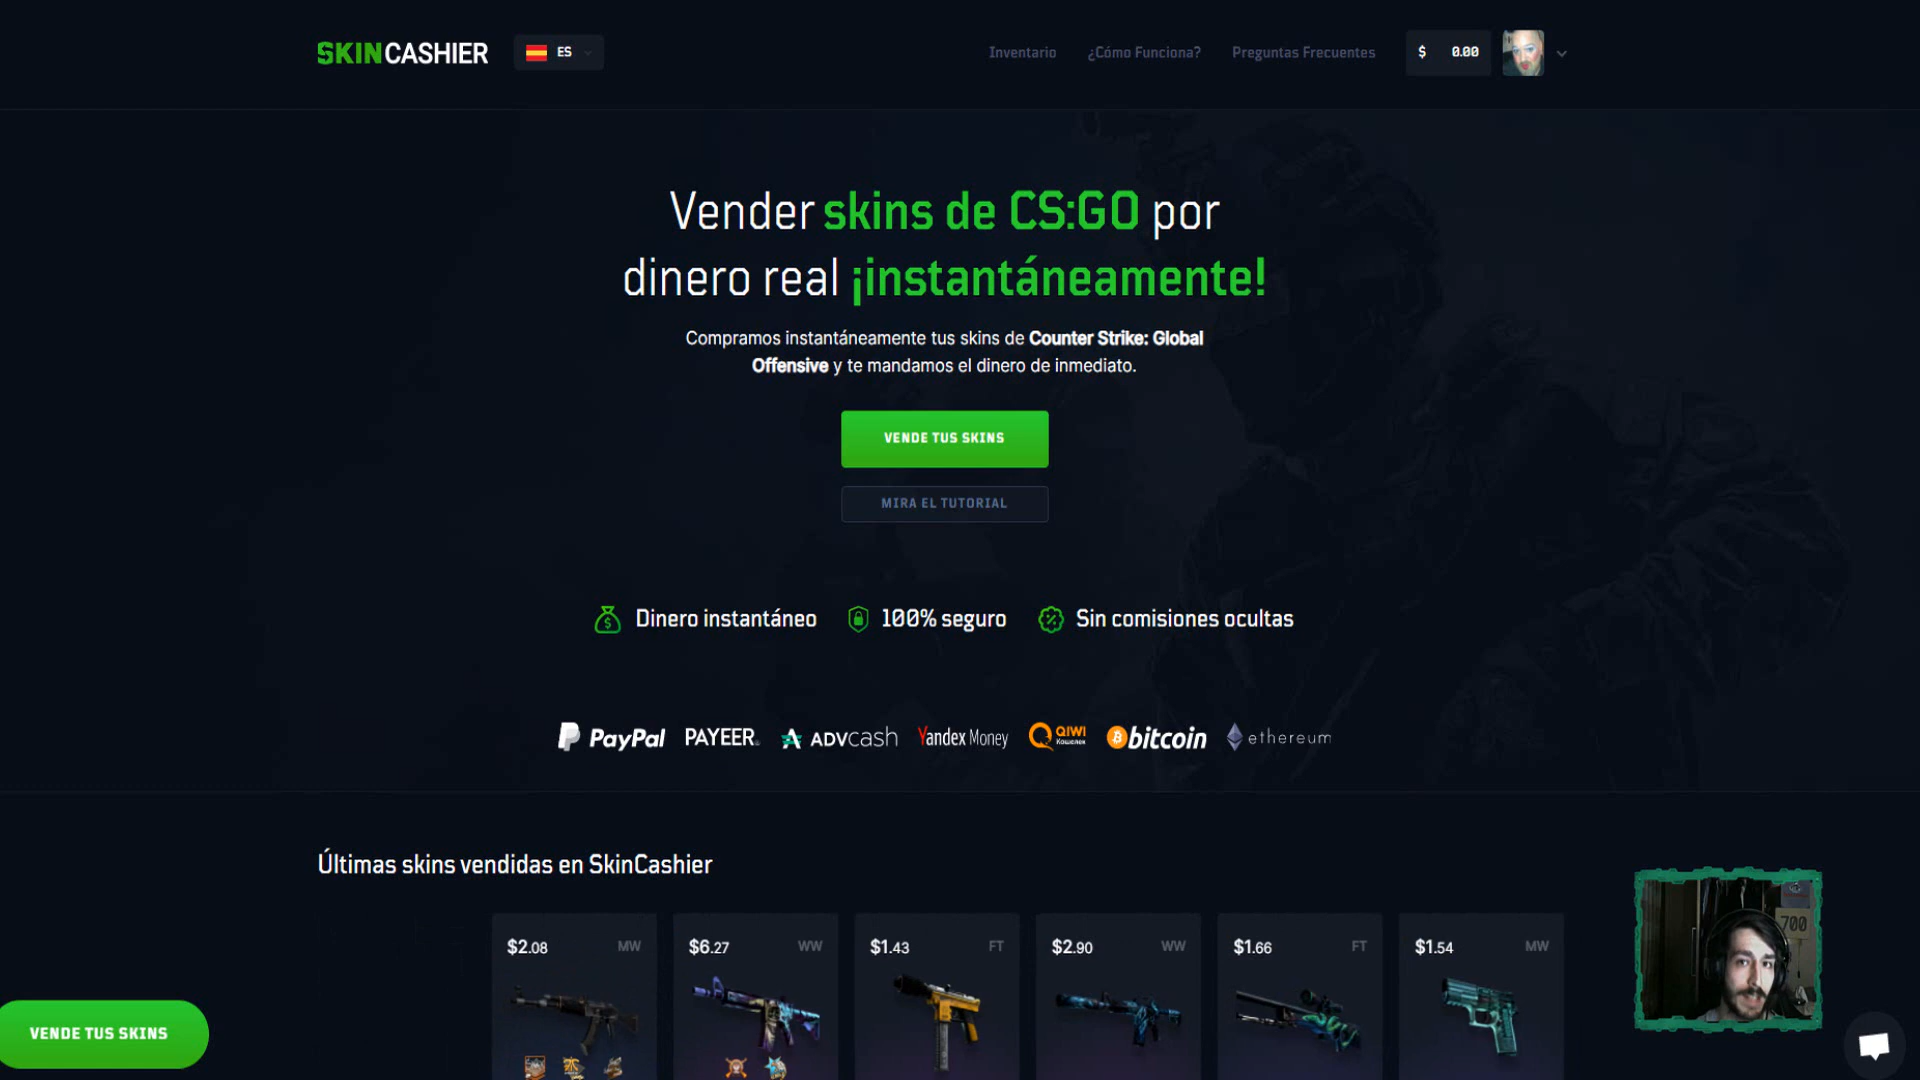 SKINCASHIER
ES
Inventario
¿Cómo Funciona?
Preguntas Frecuentes
$ 0.00
Vender skins de CS:GO por
dinero real ¡instantáneamente!
Compramos instantáneamente tus skins de Counter Strike: Global
Offensive y te mandamos el dinero de inmediato.
VENDE TUS SKINS
MIRA EL TUTORIAL
Dinero instantáneo
100% seguro
Sin comisiones ocultas
PayPal
PAYEER
ADVcash
Yandex Money
QIWI
Кошелек
bitcoin
ethereum
Últimas skins vendidas en SkinCashier
$2.08 MW
$6.27 WW
$1.43 FT
$2.90 WW
$1.66 FT
$1.54 MW
700
VENDE TUS SKINS